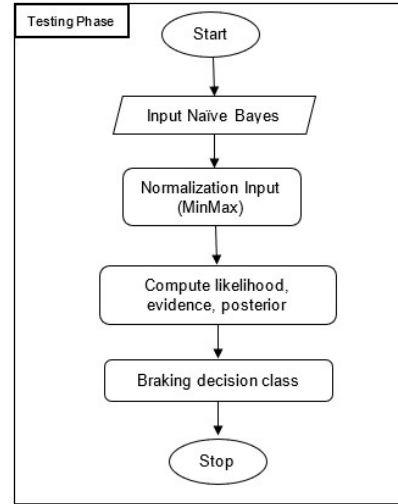 Testing Phase
Start
Input Naïve Bayes
Normalization Input
(MinMax)
Compute likelihood,
evidence, posterior
Braking decision class
Stop